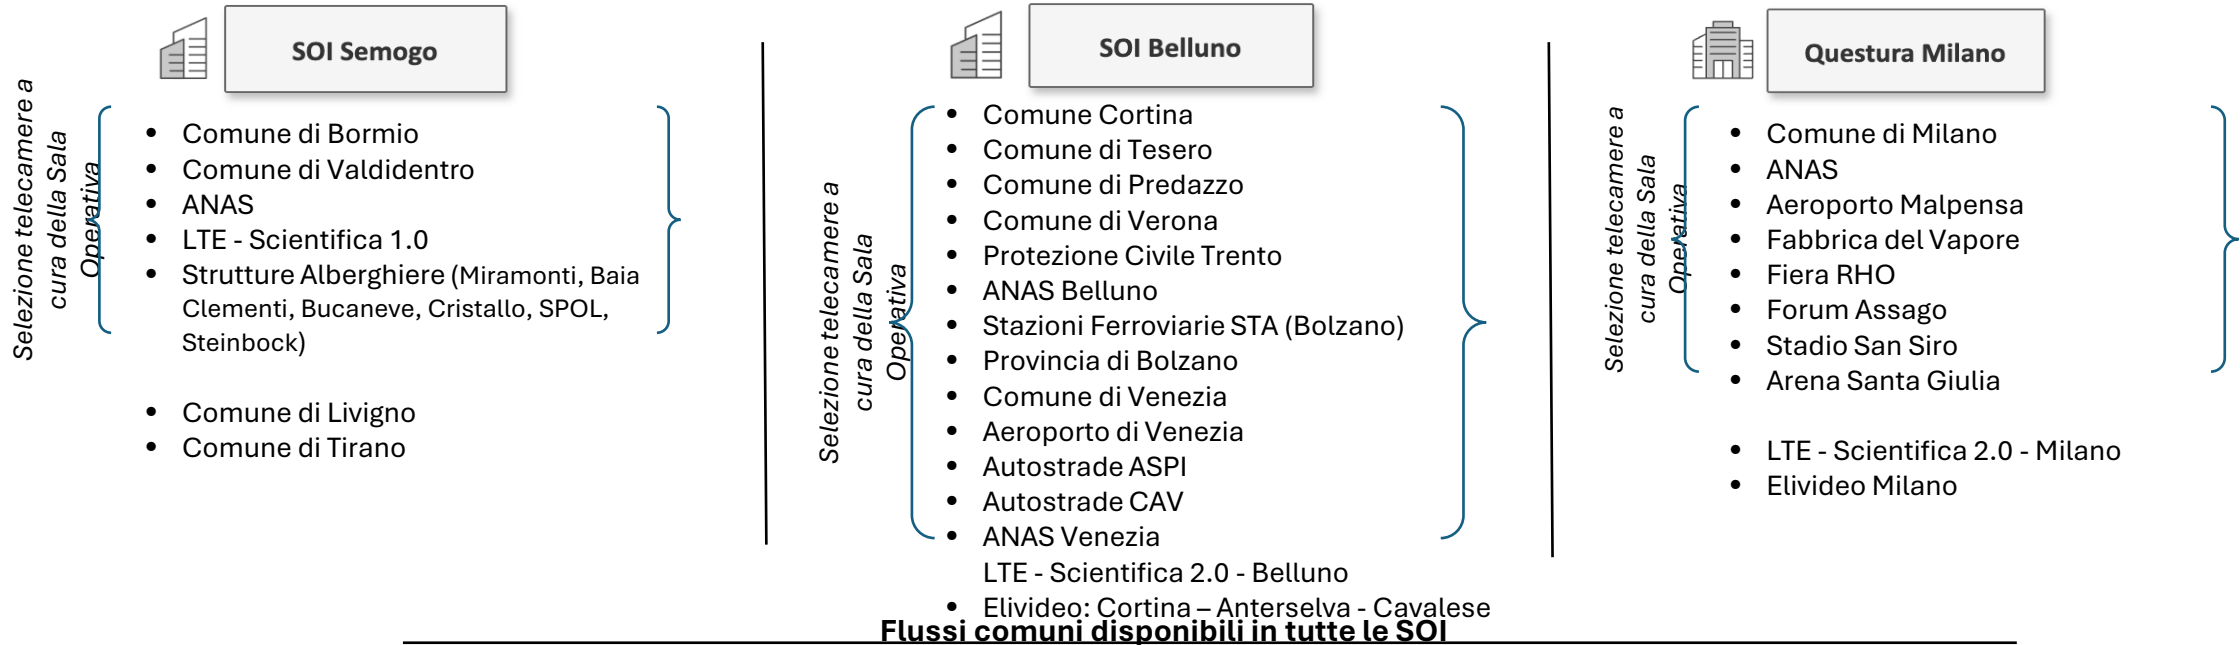 SOI Semogo
Selezione telecamere a
cura della Sala
Operativa
• Comune di Bormio
• Comune di Valdidentro
• ANAS
• LTE - Scientifica 1.0
• Strutture Alberghiere (Miramonti, Baia
Clementi, Bucaneve, Cristallo, SPOL,
Steinbock)
• Comune di Livigno
• Comune di Tirano
SOI Belluno
Selezione telecamere a
cura della Sala
Operativa
• Comune Cortina
• Comune di Tesero
• Comune di Predazzo
• Comune di Verona
• Protezione Civile Trento
• ANAS Belluno
• Stazioni Ferroviarie STA (Bolzano)
• Provincia di Bolzano
• Comune di Venezia
• Aeroporto di Venezia
• Autostrade ASPI
• Autostrade CAV
• ANAS Venezia
LTE - Scientifica 2.0 - Belluno
• Elivideo: Cortina – Anterselva - Cavalese
Questura Milano
Selezione telecamere a
cura della Sala
Operativa
• Comune di Milano
• ANAS
• Aeroporto Malpensa
• Fabbrica del Vapore
• Fiera RHO
• Forum Assago
• Stadio San Siro
• Arena Santa Giulia
• LTE - Scientifica 2.0 - Milano
• Elivideo Milano
Flussi comuni disponibili in tutte le SOI